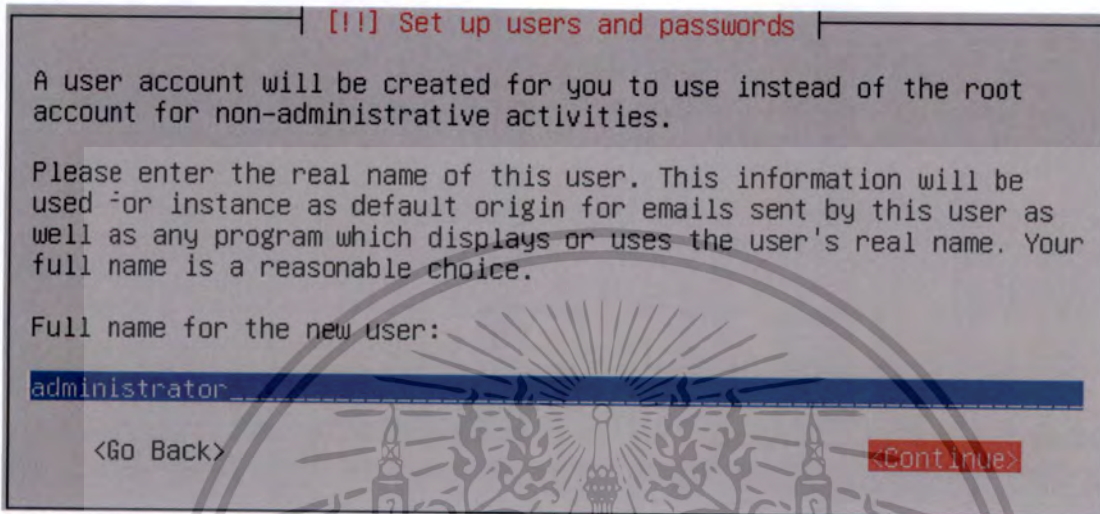 [!!] Set up users and passwords
A user account will be created for you to use instead of the root
account for non-administrative activities.
Please enter the real name of this user. This information will be
used for instance as default origin for emails sent by this user as
well as any program which displays or uses the user's real name. Your
full name is a reasonable choice.
Full name for the new user:
administrator
<Go Back> <Continue>